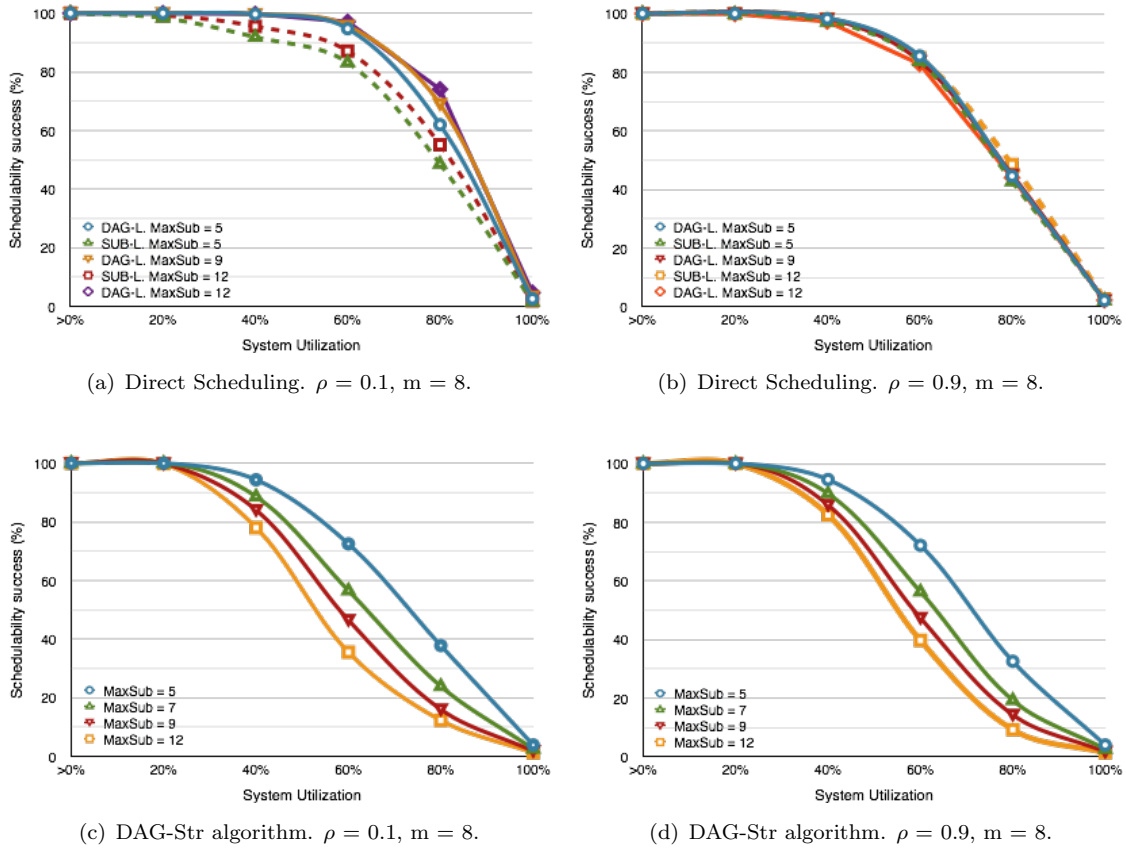 100
80
60
40
20
0
Schedulability success (%)
DAG-L. MaxSub = 5
SUB-L. MaxSub = 5
DAG-L. MaxSub = 9
SUB-L. MaxSub = 12
DAG-L. MaxSub = 12
>0% 20% 40% 60% 80% 100%
System Utilization
(a) Direct Scheduling. ρ = 0.1, m = 8.
100
80
60
40
20
0
Schedulability success (%)
DAG-L. MaxSub = 5
SUB-L. MaxSub = 5
DAG-L. MaxSub = 9
SUB-L. MaxSub = 12
DAG-L. MaxSub = 12
>0% 20% 40% 60% 80% 100%
System Utilization
(b) Direct Scheduling. ρ = 0.9, m = 8.
100
80
60
40
20
0
Schedulability success (%)
MaxSub = 5
MaxSub = 7
MaxSub = 9
MaxSub = 12
>0% 20% 40% 60% 80% 100%
System Utilization
(c) DAG-Str algorithm. ρ = 0.1, m = 8.
100
80
60
40
20
0
Schedulability success (%)
MaxSub = 5
MaxSub = 7
MaxSub = 9
MaxSub = 12
>0% 20% 40% 60% 80% 100%
System Utilization
(d) DAG-Str algorithm. ρ = 0.9, m = 8.